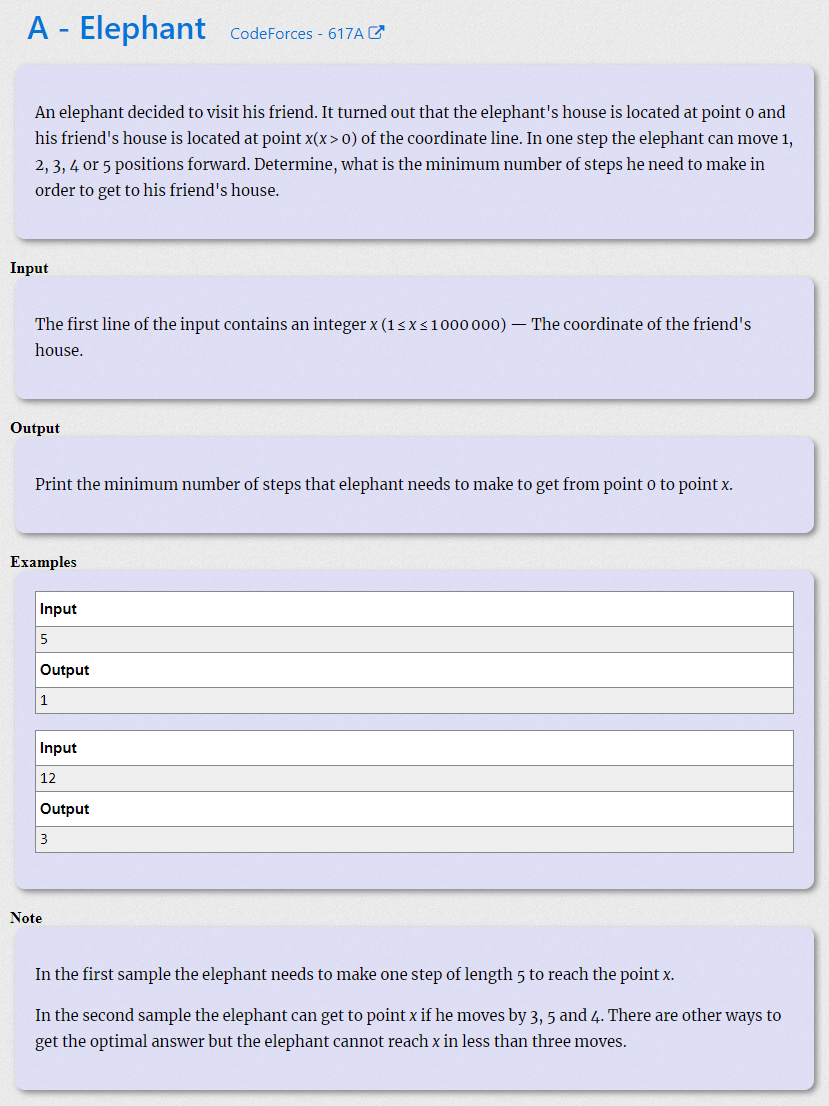 A - Elephant CodeForces - 617A
An elephant decided to visit his friend. It turned out that the elephant's house is located at point 0 and
his friend's house is located at point x(x > 0) of the coordinate line. In one step the elephant can move 1,
2, 3, 4 or 5 positions forward. Determine, what is the minimum number of steps he need to make in
order to get to his friend's house.
Input
The first line of the input contains an integer x (1 ≤ x ≤ 1 000 000) — The coordinate of the friend's
house.
Output
Print the minimum number of steps that elephant needs to make to get from point 0 to point x.
Examples
Input
5
Output
1
Input
12
Output
3
Note
In the first sample the elephant needs to make one step of length 5 to reach the point x.
In the second sample the elephant can get to point x if he moves by 3, 5 and 4. There are other ways to
get the optimal answer but the elephant cannot reach x in less than three moves.